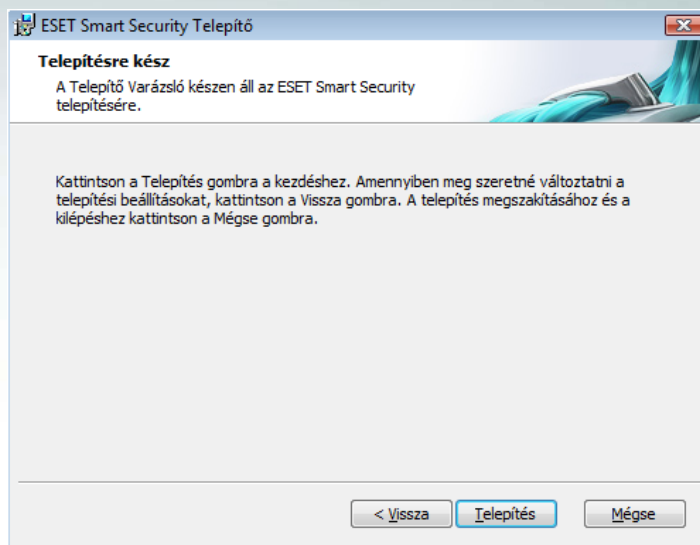 ESET Smart Security Telepítő
Telepítésre kész
A Telepítő Varázsló készen áll az ESET Smart Security
telepítésére.
Kattintson a Telepítés gombra a kezdéshez. Amennyiben meg szeretné változtatni a
telepítési beállításokat, kattintson a Vissza gombra. A telepítés megszakításához és a
kilépéshez kattintson a Mégse gombra.
< Vissza
Telepítés
Mégse